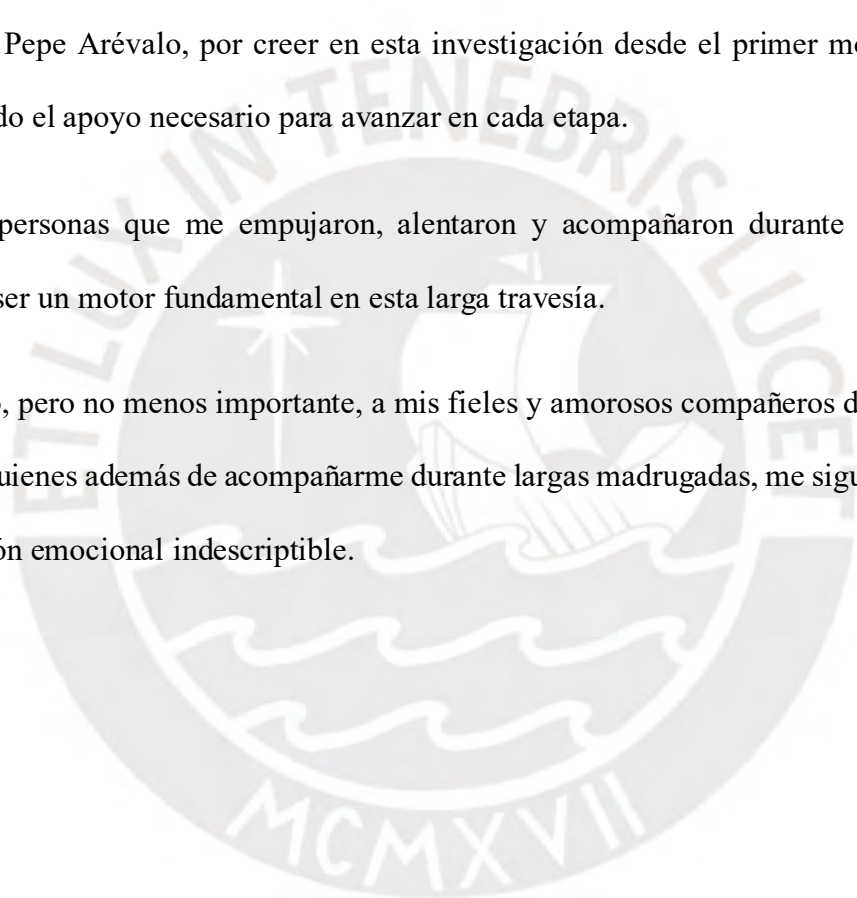 Pepe Arévalo, por creer en esta investigación desde el primer
do el apoyo necesario para avanzar en cada etapa.
personas que me empujaron, alentaron y acompañaron durante
ser un motor fundamental en esta larga travesía.
, pero no menos importante, a mis fieles y amorosos compañeros
quienes además de acompañarme durante largas madrugadas, me
ón emocional indescriptible.
ET LUX IN TENEBRIS LUCET
MCMXVII